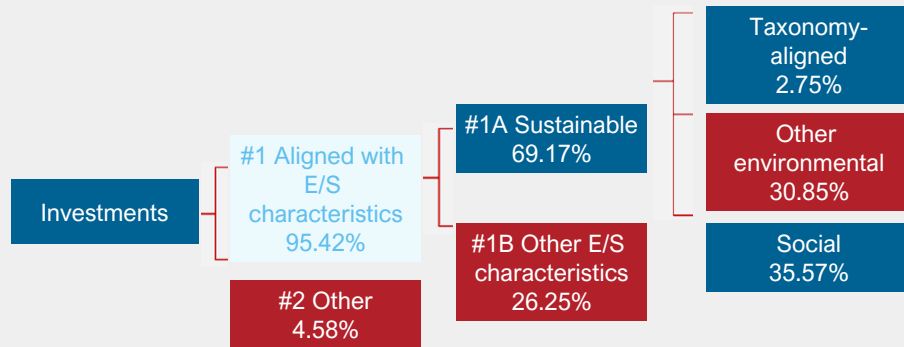 Investments
#1 Aligned with
E/S
characteristics
95.42%
#2 Other
4.58%
#1A Sustainable
69.17%
#1B Other E/S
characteristics
26.25%
Taxonomy-
aligned
2.75%
Other
environmental
30.85%
Social
35.57%